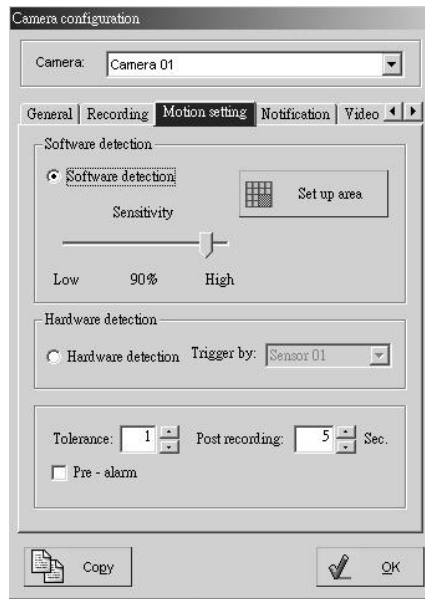 Camera configuration
Camera: Camera 01
General Recording Motion setting Notification Video
Software detection
Software detection
Set up area
Sensitivity
Low 90% High
Hardware detection
Hardware detection Trigger by: Sensor 01
Tolerance: 1 Post recording: 5 Sec.
Pre - alarm
Copy OK